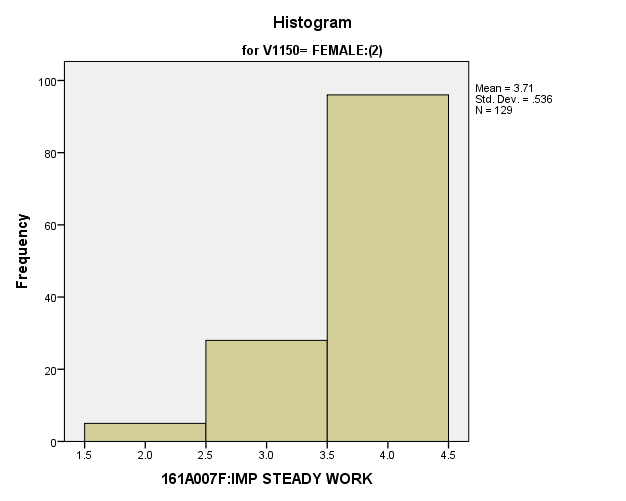 Histogram
for V1150= FEMALE:(2)
Mean = 3.71
Std. Dev. = .536
N = 129
100
80
60
40
20
0
Frequency
1.5 2.0 2.5 3.0 3.5 4.0 4.5
161A007F:IMP STEADY WORK